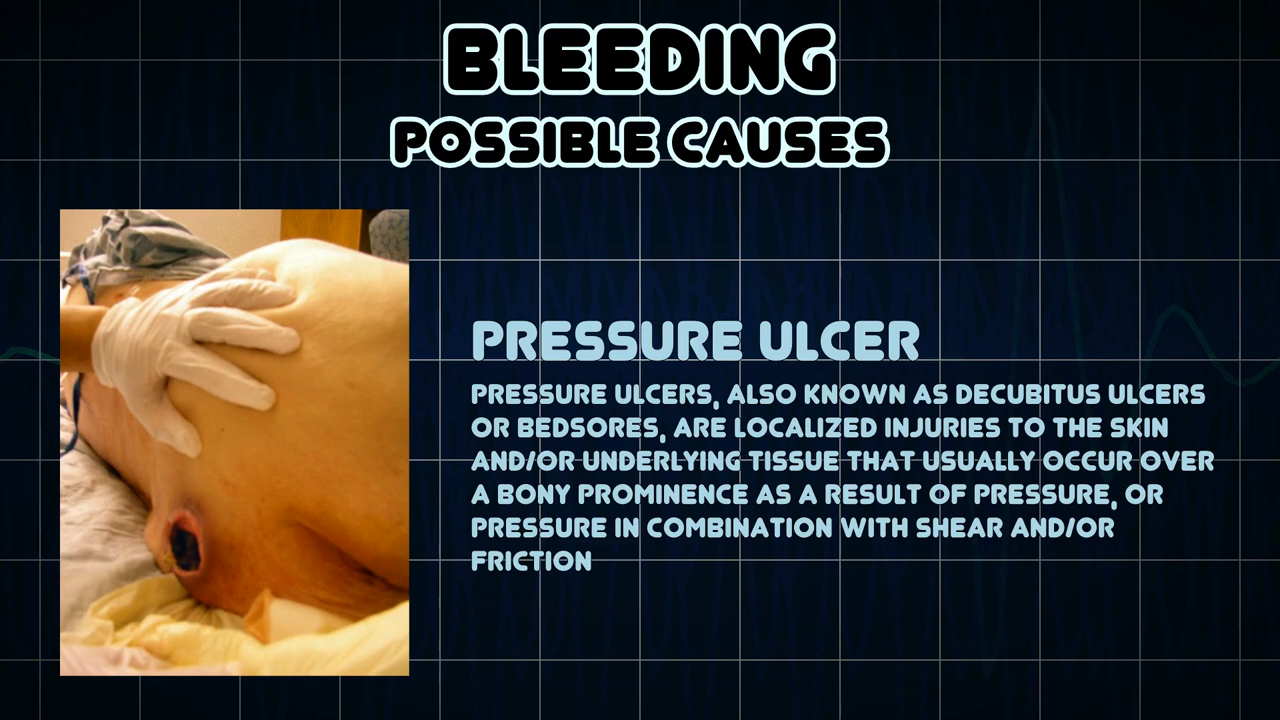 BLEEDING
POSSIBLE CAUSES
PRESSURE ULCER
PRESSURE ULCERS, ALSO KNOWN AS DECUBITUS ULCERS
OR BEDSORES, ARE LOCALIZED INJURIES TO THE SKIN
AND/OR UNDERLYING TISSUE THAT USUALLY OCCUR OVER
A BONY PROMINENCE AS A RESULT OF PRESSURE, OR
PRESSURE IN COMBINATION WITH SHEAR AND/OR
FRICTION